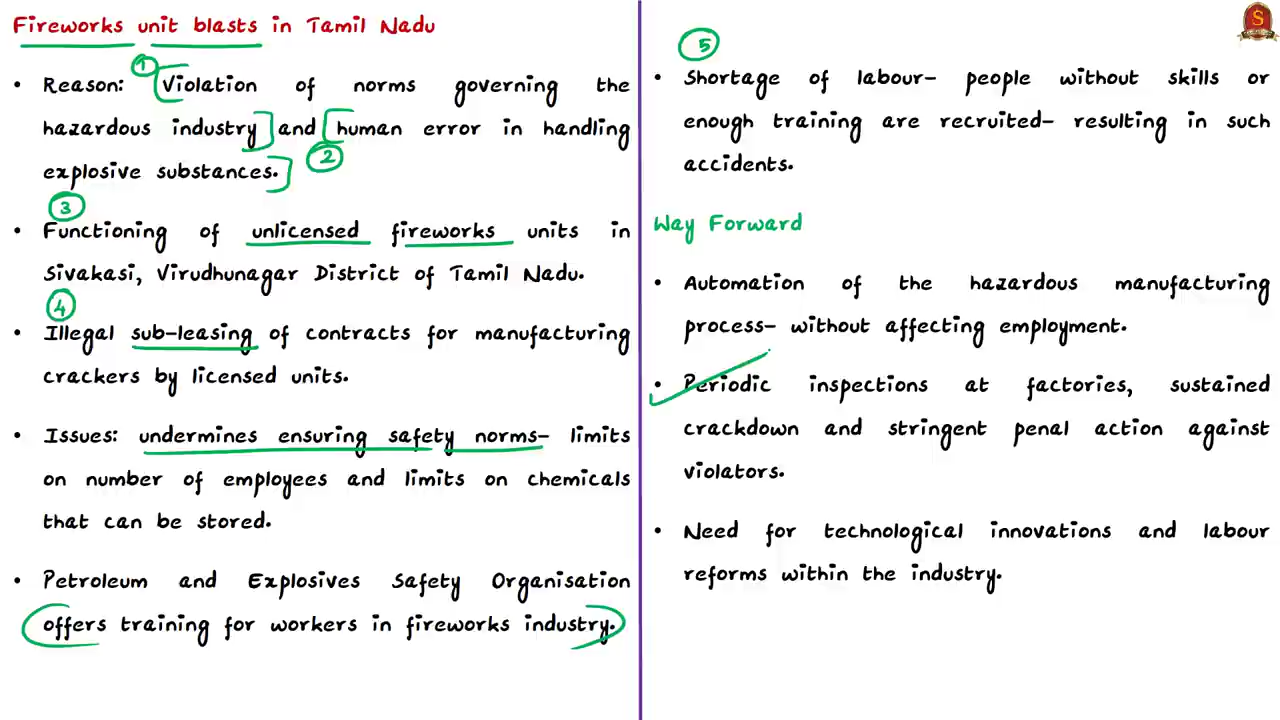 Fireworks unit blasts in Tamil Nadu
1
• Reason: Violation of norms governing the
hazardous industry and human error in handling
2
explosive substances.
3
• Functioning of unlicensed fireworks units in
Sivakasi, Virudhunagar District of Tamil Nadu.
4
• Illegal sub-leasing of contracts for manufacturing
crackers by licensed units.
• Issues: undermines ensuring safety norms- limits
on number of employees and limits on chemicals
that can be stored.
• Petroleum and Explosives Safety Organisation
offers training for workers in fireworks industry.
5
• Shortage of labour- people without skills or
enough training are recruited- resulting in such
accidents.
Way Forward
• Automation of the hazardous manufacturing
process- without affecting employment.
• Periodic inspections at factories, sustained
crackdown and stringent penal action against
violators.
• Need for technological innovations and labour
reforms within the industry.
S